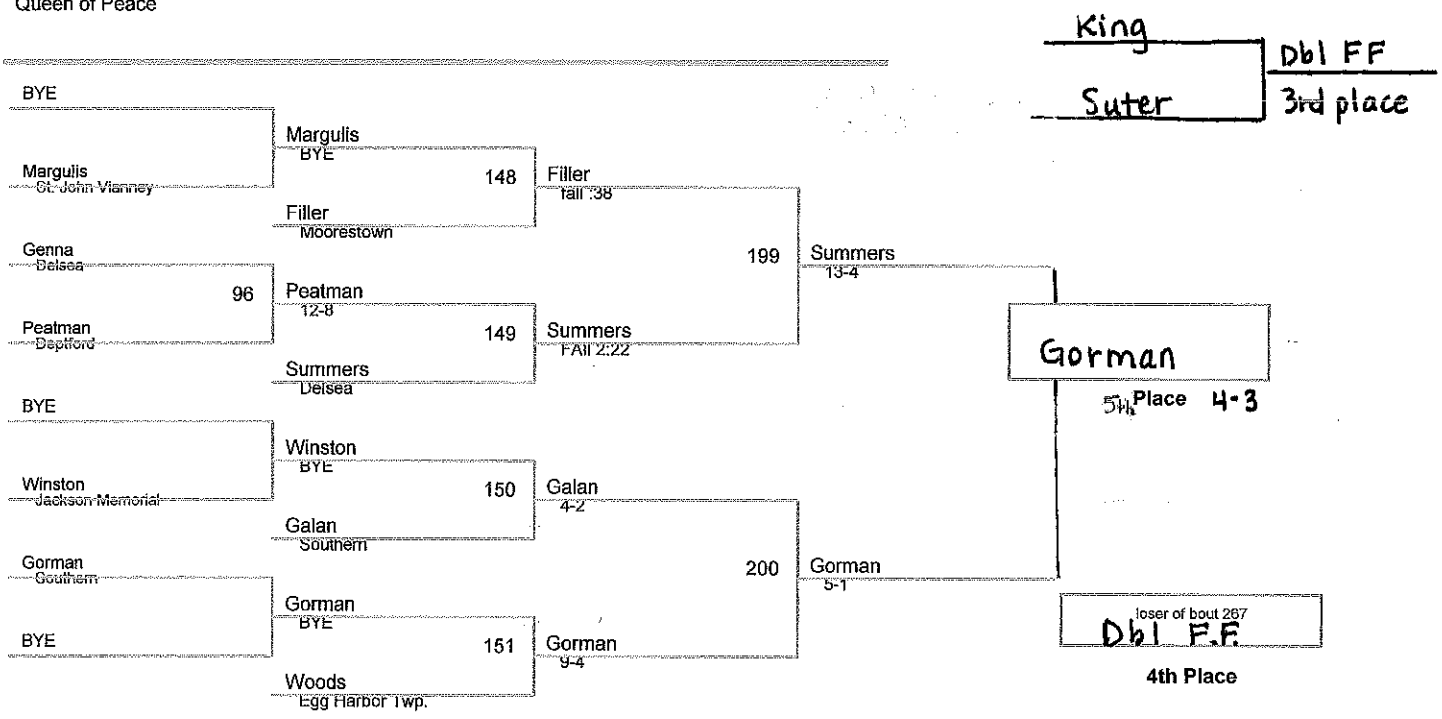 Queen of Peace
King
Dbl FF
Suter
3rd place
BYE
Margulis
BYE
Margulis
St. John Vianney
148
Filler
fall :38
Filler
Moorestown
Genna
Delsea
199
Summers
13-4
96
Peatman
12-8
Peatman
Deptford
149
Summers
FAll 2:22
Summers
Delsea
Gorman
5th Place 4-3
BYE
Winston
BYE
Winston
Jackson Memorial
150
Galan
4-2
Galan
Southern
Gorman
Southern
200
Gorman
5-1
Gorman
BYE
BYE
151
Gorman
9-4
loser of bout 267
Dbl F.F.
4th Place
Woods
Egg Harbor Twp.